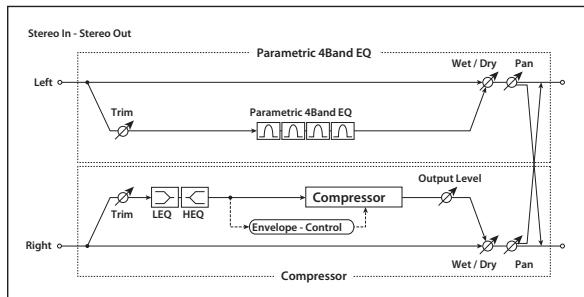 Stereo In - Stereo Out
Parametric 4Band EQ
Wet / Dry
Pan
Left
Trim
Parametric 4Band EQ
Trim
LEQ
HEQ
Compressor
Output Level
Envelope - Control
Right
Wet / Dry
Pan
Compressor